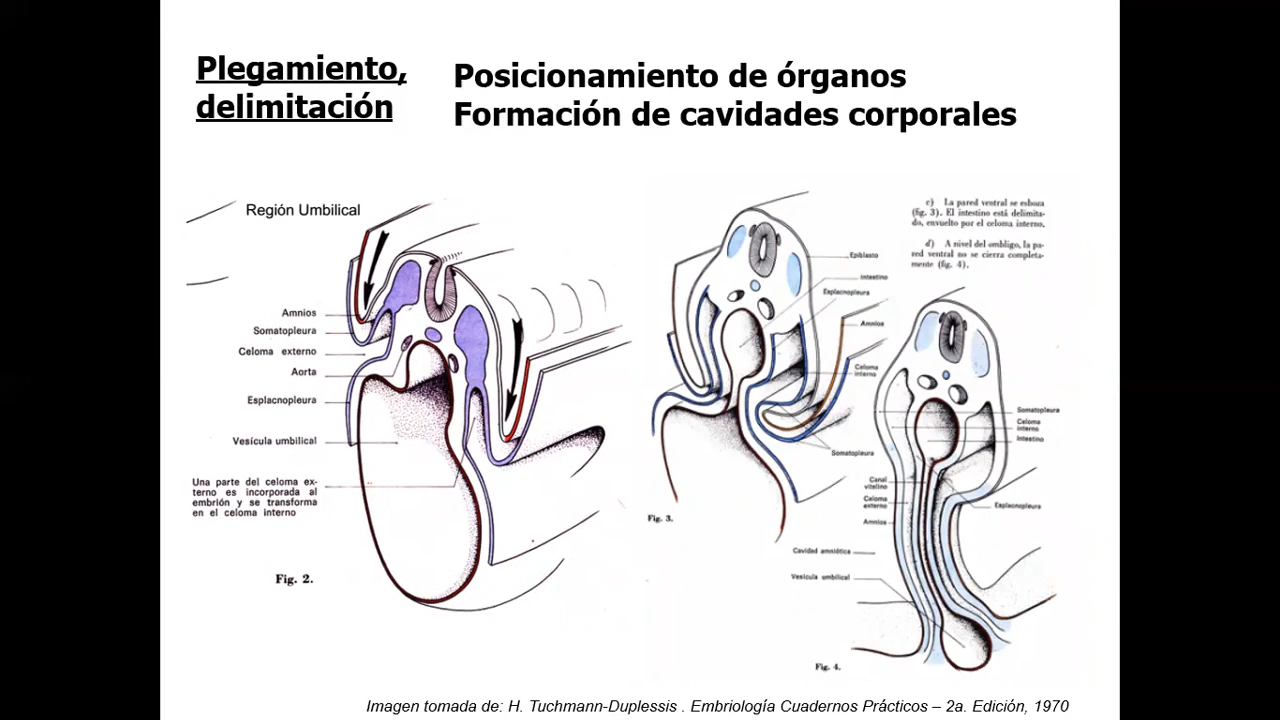 Plegamiento,
delimitación
Posicionamiento de órganos
Formación de cavidades corporales
Región Umbilical
Amnios
Somatopleura
Celoma externo
Aorta
Esplacnopleura
Vesícula umbilical
Una parte del celoma ex-
terno es incorporada al
embrión y se transforma
en el celoma interno
Fig. 2.
c) La pared ventral se esboza
(fig. 3). El intestino está delimita-
do, envuelto por el celoma interno.
d) A nivel del ombligo, la pa-
red ventral no se cierra completa-
mente (fig. 4).
Epiblasto
Intestino
Esplacnopleura
Amnios
Celoma
interno
Somatopleura
Fig. 3.
Somatopleura
Celoma
interno
Intestino
Canal
vitelino
Celoma
externo
Esplacnopleura
Amnios
Cavidad amniótica
Vesícula umbilical
Fig. 4.
Imagen tomada de: H. Tuchmann-Duplessis . Embriología Cuadernos Prácticos – 2a. Edición, 1970